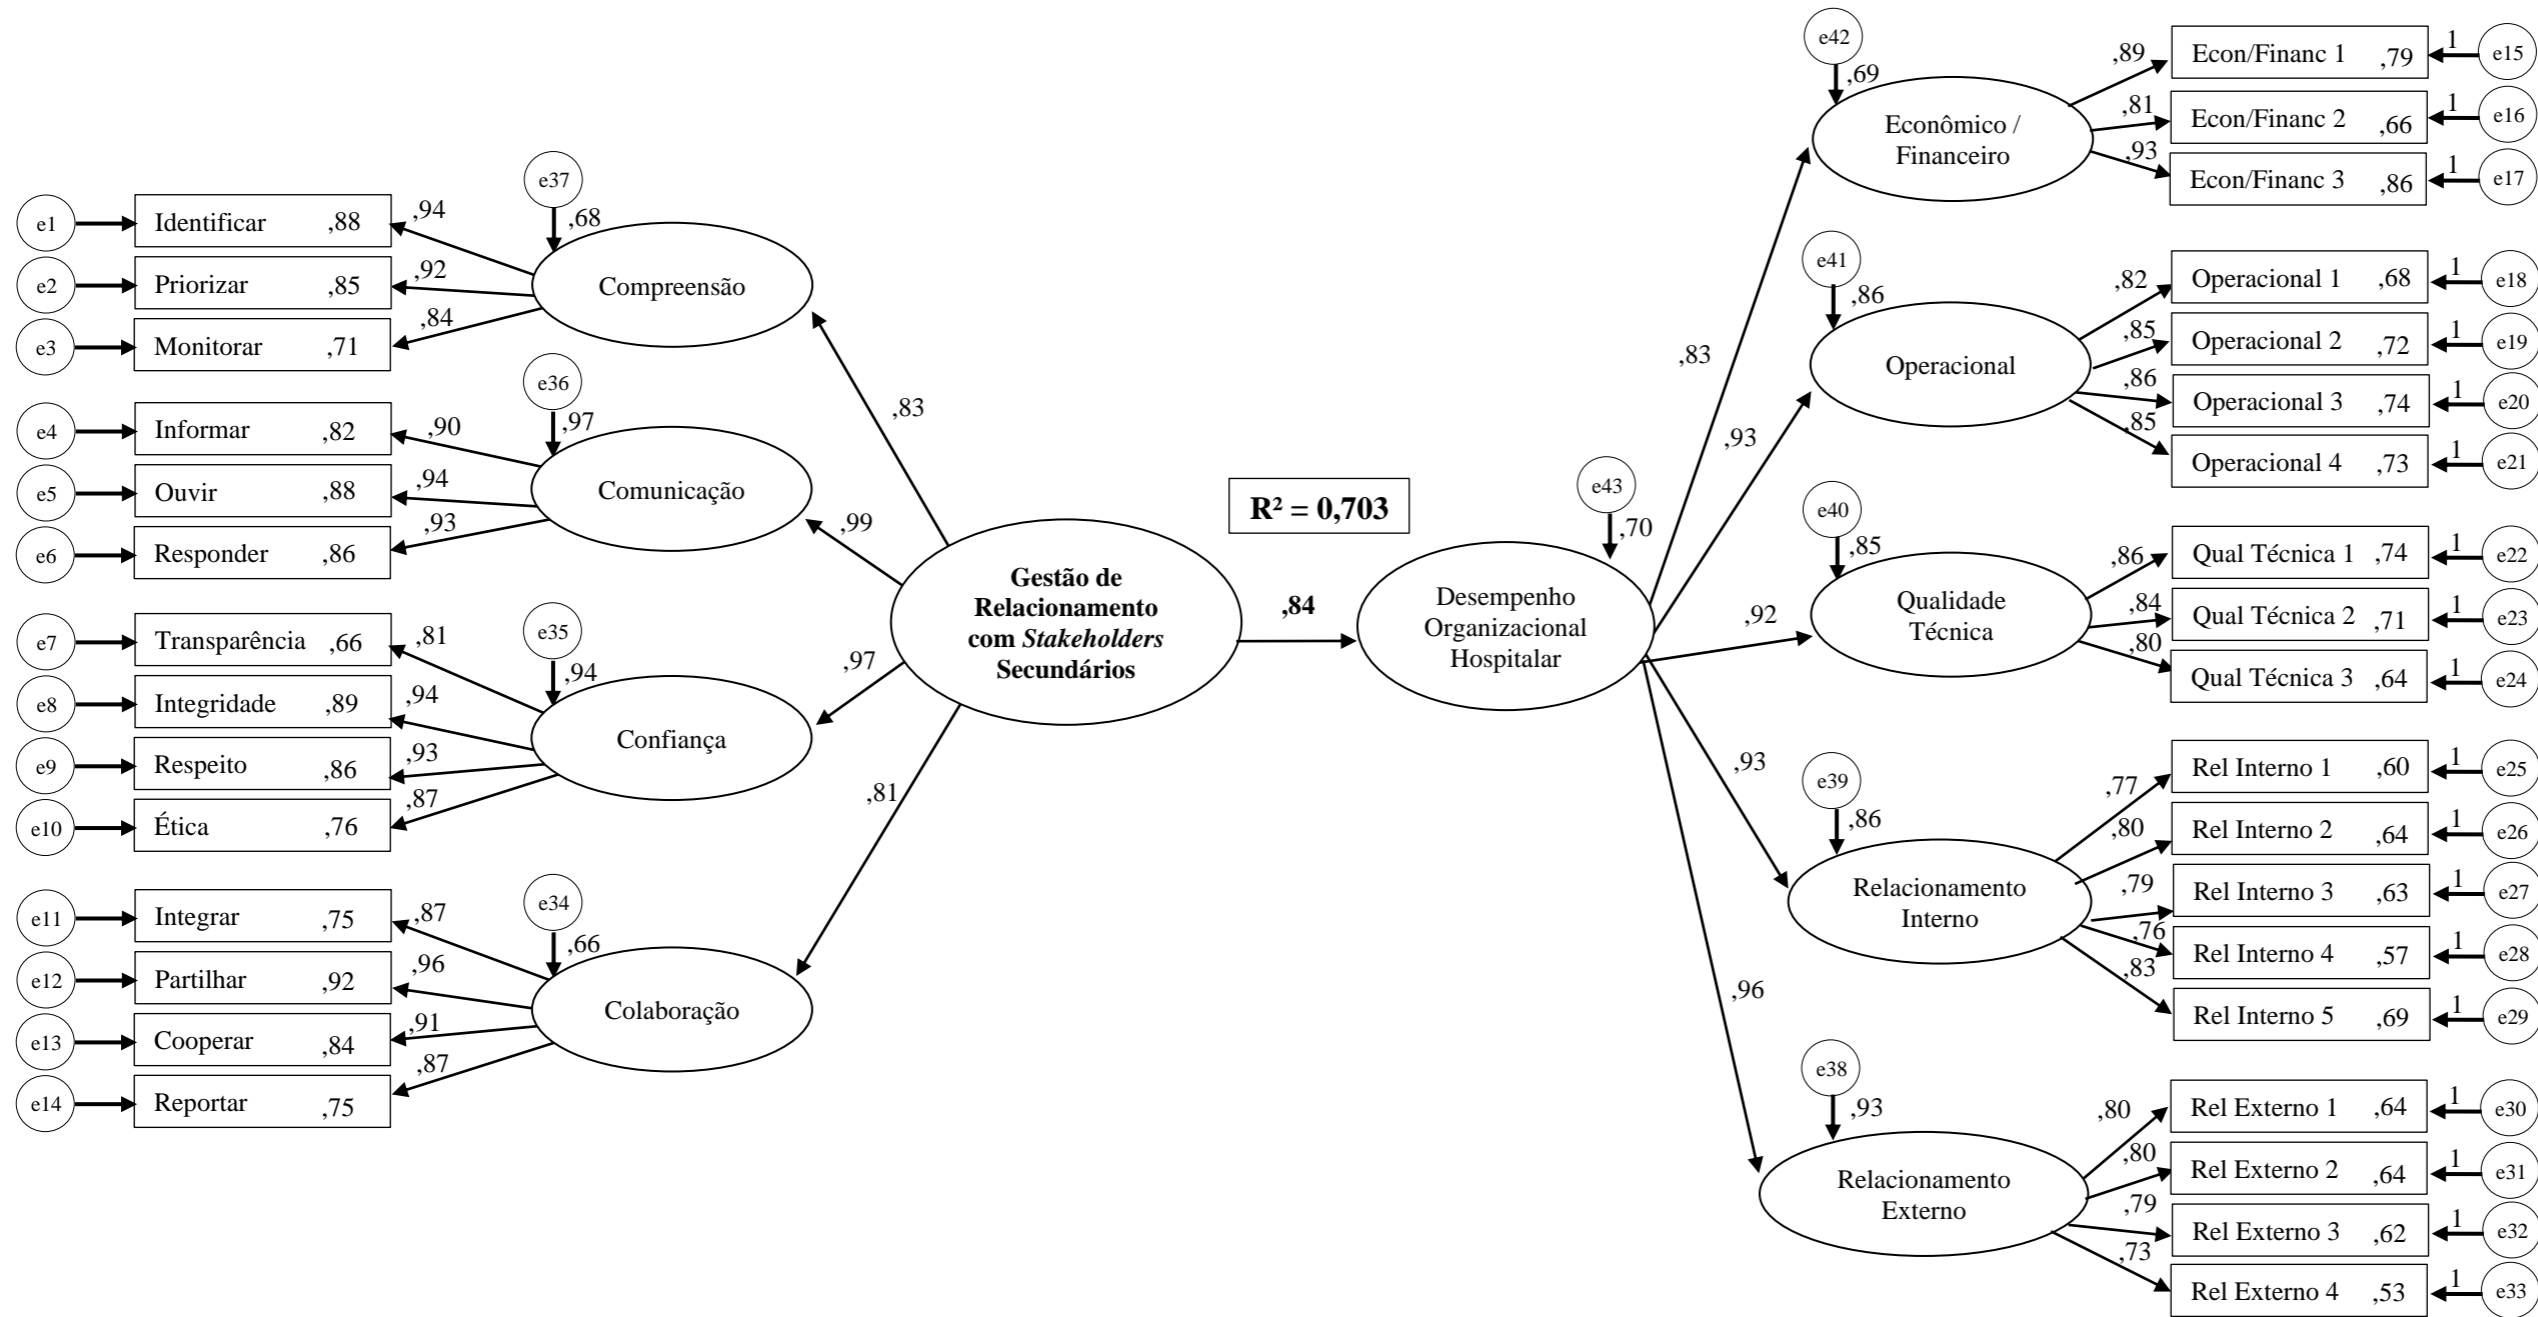 e1
Identificar ,88
,94
e2
Priorizar ,85
,92
e3
Monitorar ,71
,84
e37
,68
Compreensão
,83
e4
Informar ,82
,90
e5
Ouvir ,88
,94
e6
Responder ,86
,93
e36
,97
Comunicação
,99
e7
Transparência ,66
,81
e8
Integridade ,89
,94
e9
Respeito ,86
,93
e10
Ética ,76
,87
e35
,94
Confiança
,97
e11
Integrar ,75
,87
e12
Partilhar ,92
,96
e13
Cooperar ,84
,91
e14
Reportar ,75
,87
e34
,66
Colaboração
,81
Gestão de
Relacionamento
com Stakeholders
Secundários
R² = 0,703
,84
e43
,70
Desempenho
Organizacional
Hospitalar
,83
e42
,69
Econômico /
Financeiro
,89
Econ/Financ 1 ,79
1
e15
,81
Econ/Financ 2 ,66
1
e16
,93
Econ/Financ 3 ,86
1
e17
,93
e41
,86
Operacional
,82
Operacional 1 ,68
1
e18
,85
Operacional 2 ,72
1
e19
,86
Operacional 3 ,74
1
e20
,85
Operacional 4 ,73
1
e21
,92
e40
,85
Qualidade
Técnica
,86
Qual Técnica 1 ,74
1
e22
,84
Qual Técnica 2 ,71
1
e23
,80
Qual Técnica 3 ,64
1
e24
,93
e39
,86
Relacionamento
Interno
,77
Rel Interno 1 ,60
1
e25
,80
Rel Interno 2 ,64
1
e26
,79
Rel Interno 3 ,63
1
e27
,76
Rel Interno 4 ,57
1
e28
,83
Rel Interno 5 ,69
1
e29
,96
e38
,93
Relacionamento
Externo
,80
Rel Externo 1 ,64
1
e30
,80
Rel Externo 2 ,64
1
e31
,79
Rel Externo 3 ,62
1
e32
,73
Rel Externo 4 ,53
1
e33